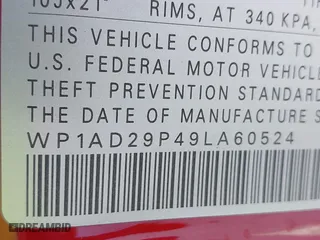 10Jx21" RIMS, AT 340 KPA,
THIS VEHICLE CONFORMS TO
U.S. FEDERAL MOTOR VEHICLE
THEFT PREVENTION STANDARD
THE DATE OF MANUFACTURE S
WP1AD29P49LA60524
DREAMBID